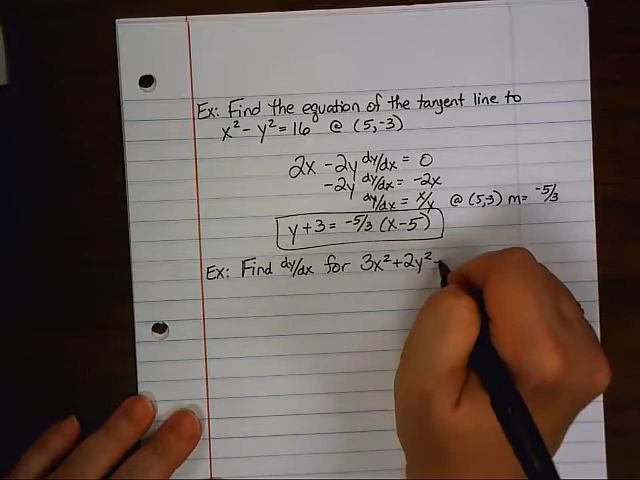 Ex: Find the equation of the tangent line to
x² - y² = 16 @ (5,-3)
2x - 2y dy/dx = 0
-2y dy/dx = -2x
dy/dx = x/y @ (5,3) m = -5/3
y+3 = -5/3 (x-5)
Ex: Find dy/dx for 3x²+2y²